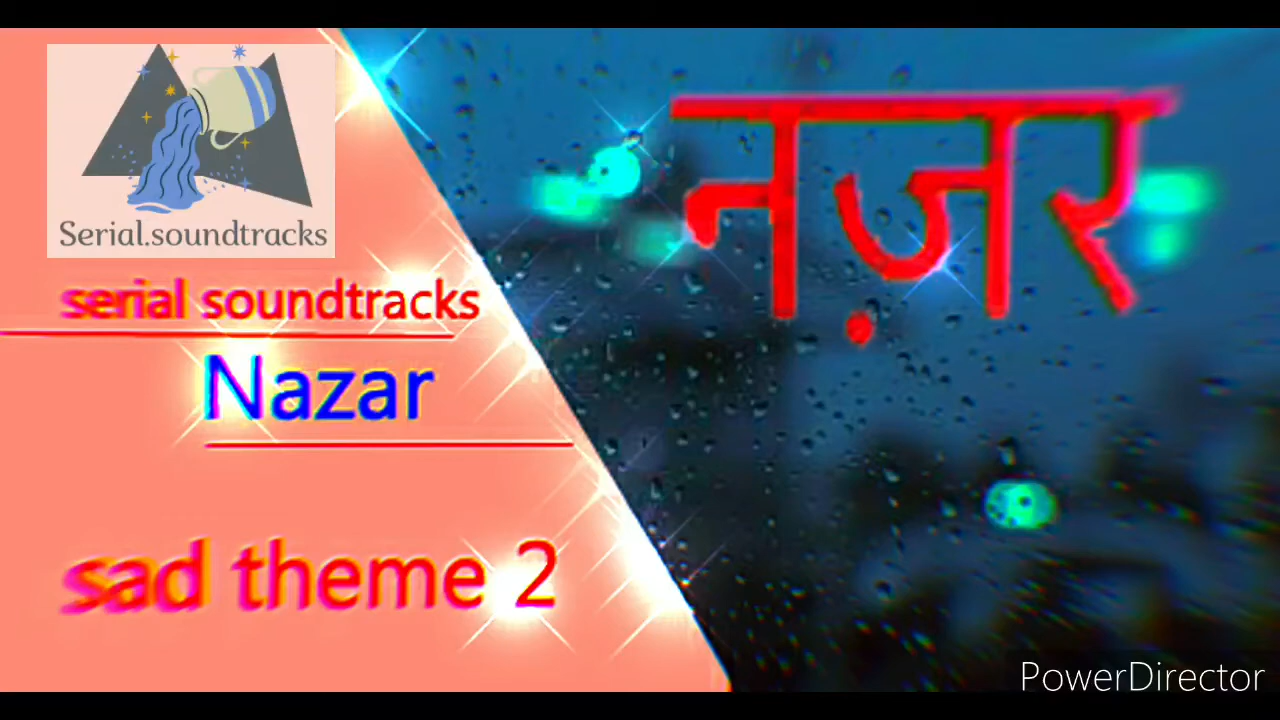 Serial.soundtracks
serial soundtracks
Nazar
sad theme 2
नज़र
PowerDirector